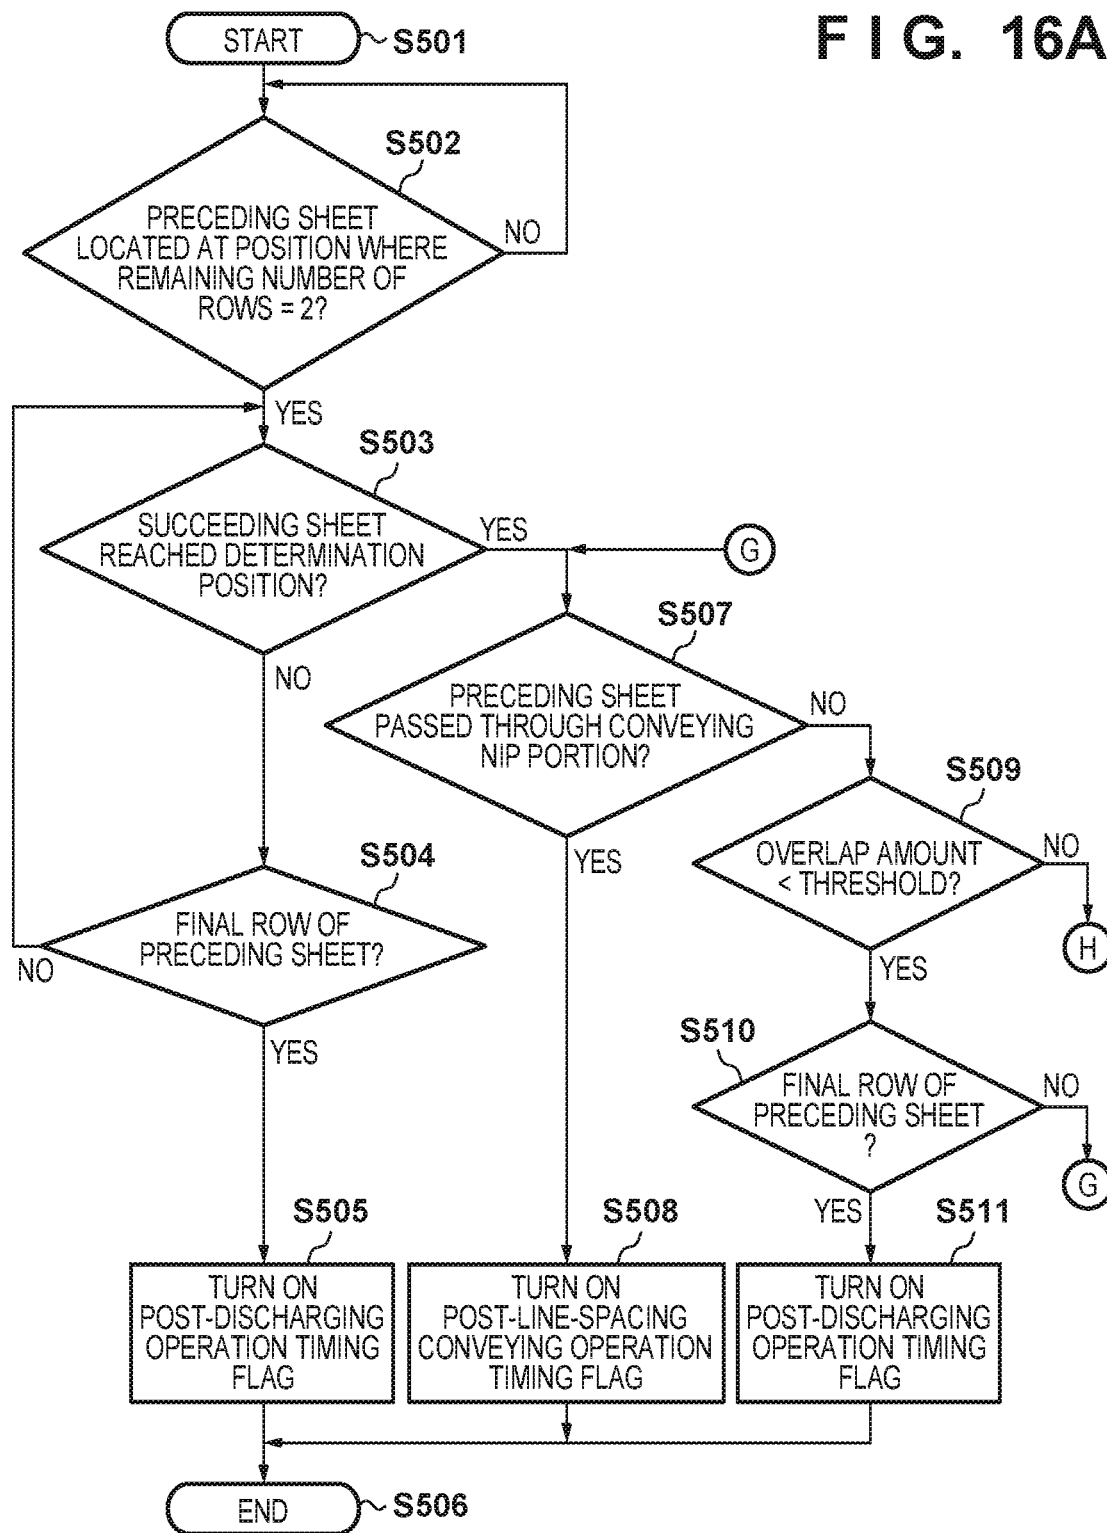 FIG. 16A
START
S501
S502
PRECEDING SHEET
LOCATED AT POSITION WHERE
REMAINING NUMBER OF
ROWS = 2?
NO
YES
S503
SUCCEEDING SHEET
REACHED DETERMINATION
POSITION?
YES
G
NO
S507
PRECEDING SHEET
PASSED THROUGH CONVEYING
NIP PORTION?
NO
YES
S509
OVERLAP AMOUNT
< THRESHOLD?
NO
H
YES
S504
FINAL ROW OF
PRECEDING SHEET?
NO
YES
S510
FINAL ROW OF
PRECEDING SHEET
?
NO
G
YES
S505
TURN ON
POST-DISCHARGING
OPERATION TIMING
FLAG
S508
TURN ON
POST-LINE-SPACING
CONVEYING OPERATION
TIMING FLAG
S511
TURN ON
POST-DISCHARGING
OPERATION TIMING
FLAG
END
S506